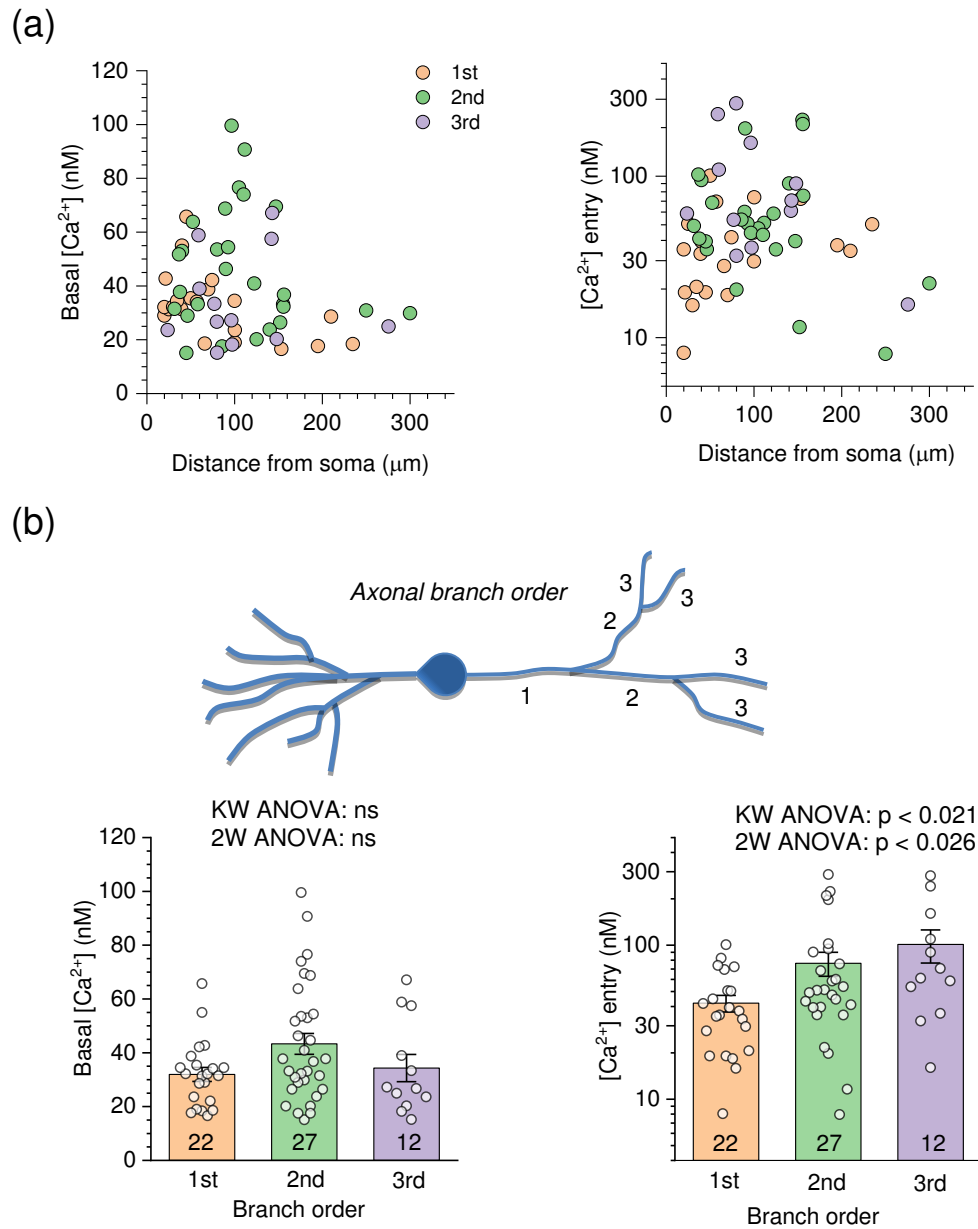 (a)
120
100
80
60
40
20
0
Basal [Ca²⁺] (nM)
0 100 200 300
Distance from soma (μm)
1st
2nd
3rd
300
100
30
10
[Ca²⁺] entry (nM)
0 100 200 300
Distance from soma (μm)
(b)
Axonal branch order
3
3
2
3
1
2
3
KW ANOVA: ns
2W ANOVA: ns
120
100
80
60
40
20
0
Basal [Ca²⁺] (nM)
22 27 12
1st 2nd 3rd
Branch order
KW ANOVA: p < 0.021
2W ANOVA: p < 0.026
300
100
30
10
[Ca²⁺] entry (nM)
22 27 12
1st 2nd 3rd
Branch order